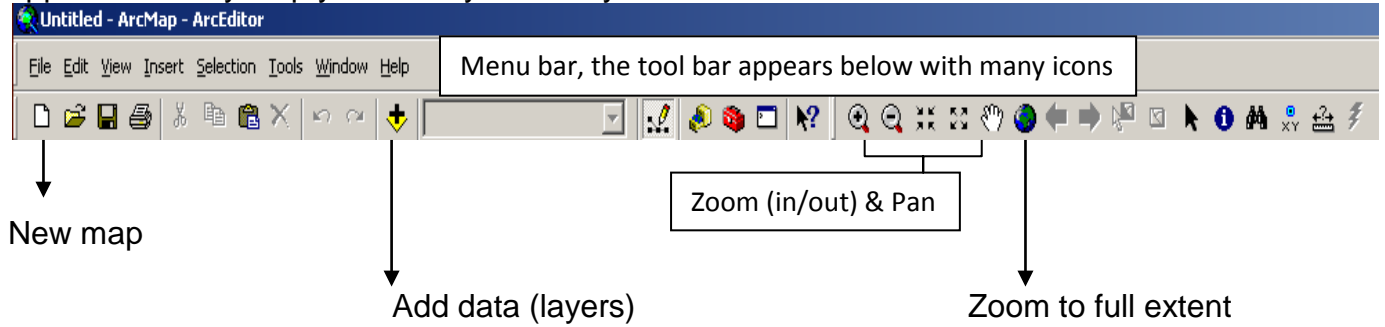 Untitled - ArcMap - ArcEditor
File Edit View Insert Selection Tools Window Help
Menu bar, the tool bar appears below with many icons
XY
Zoom (in/out) & Pan
New map
Add data (layers)
Zoom to full extent